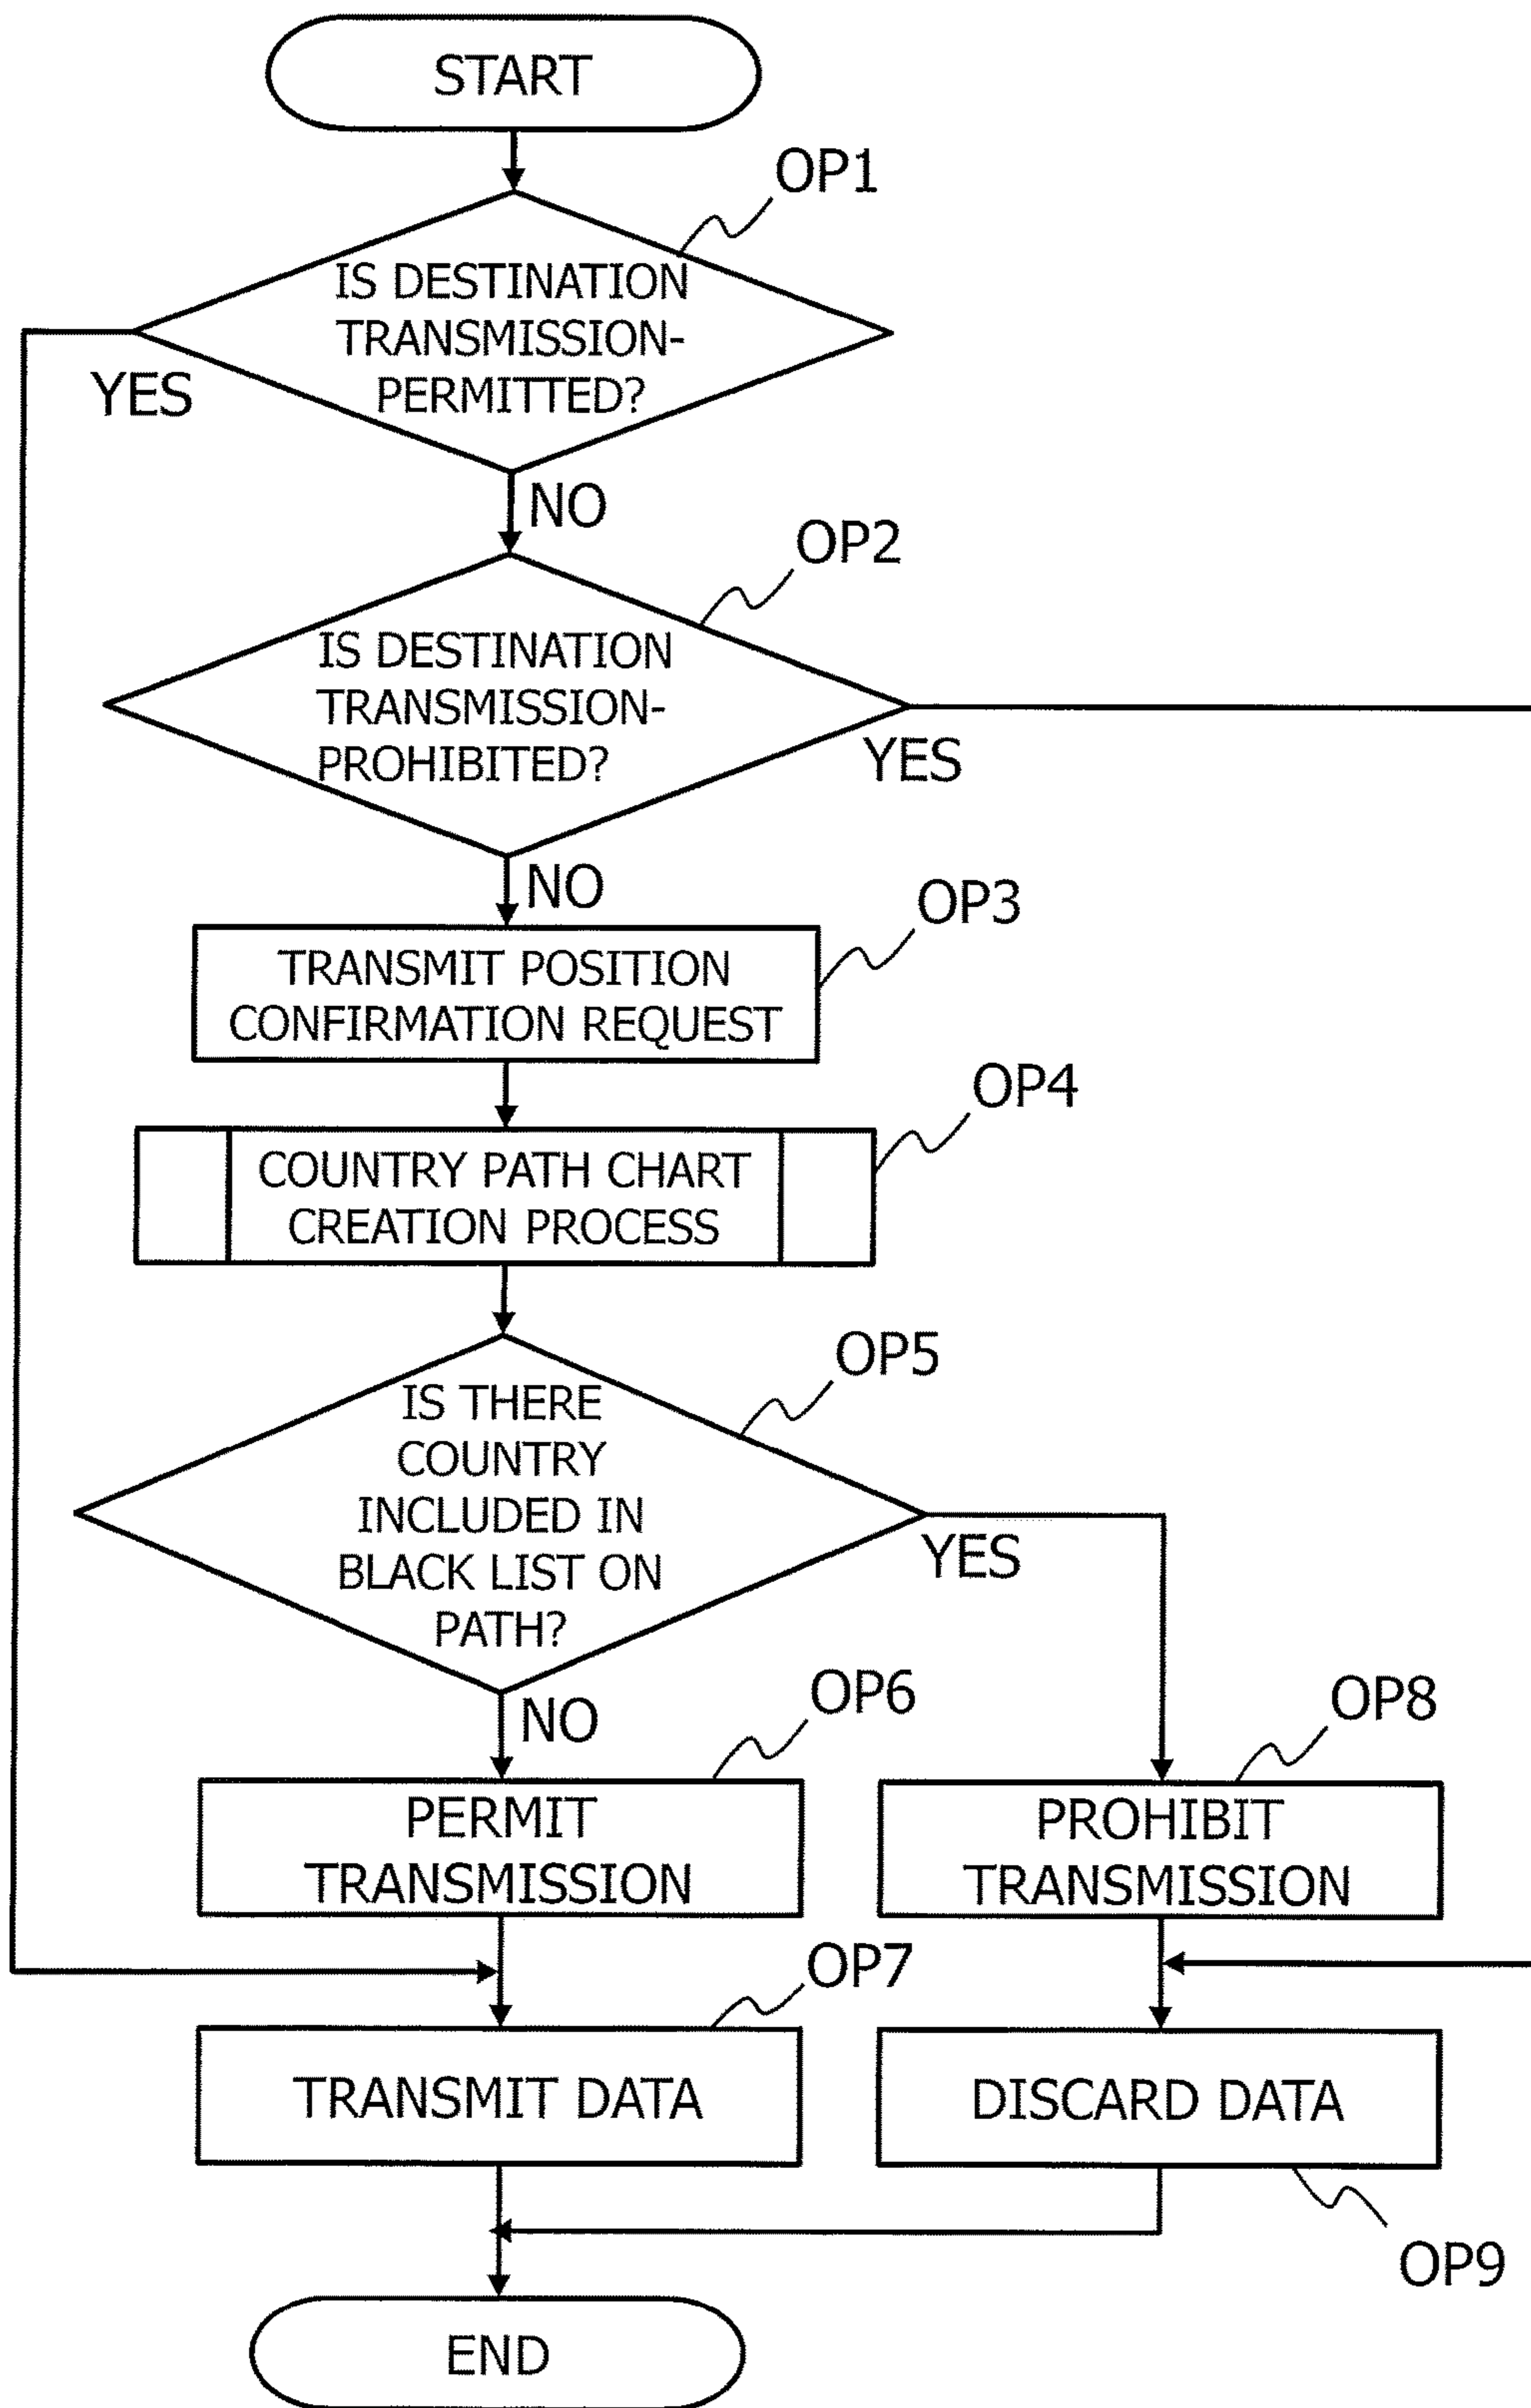 START
OP1
IS DESTINATION
TRANSMISSION-
PERMITTED?
YES
NO
OP2
IS DESTINATION
TRANSMISSION-
PROHIBITED?
YES
NO
OP3
TRANSMIT POSITION
CONFIRMATION REQUEST
OP4
COUNTRY PATH CHART
CREATION PROCESS
OP5
IS THERE
COUNTRY
INCLUDED IN
BLACK LIST ON
PATH?
YES
NO
OP6
PERMIT
TRANSMISSION
OP8
PROHIBIT
TRANSMISSION
OP7
TRANSMIT DATA
DISCARD DATA
OP9
END